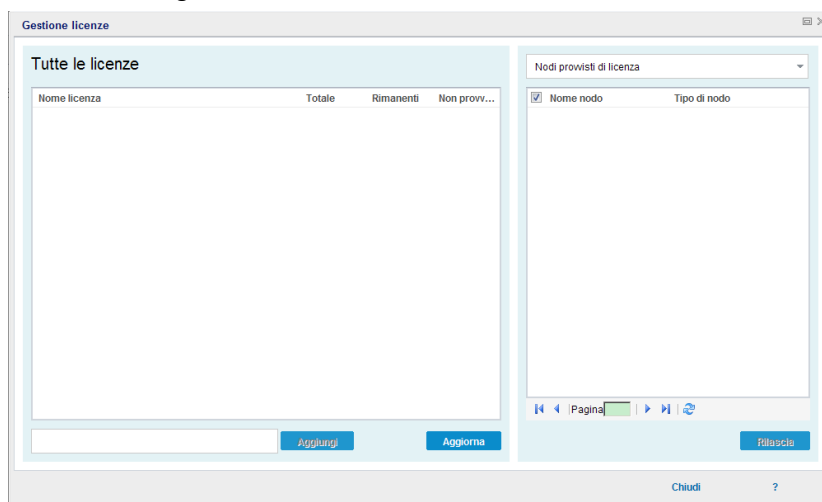 Gestione licenze
Tutte le licenze
Nodi provvisti di licenza
Nome licenza Totale Rimanenti Non provv...
Nome nodo Tipo di nodo
Pagina
Aggiungi Aggiorna Rilascia
Chiudi ?